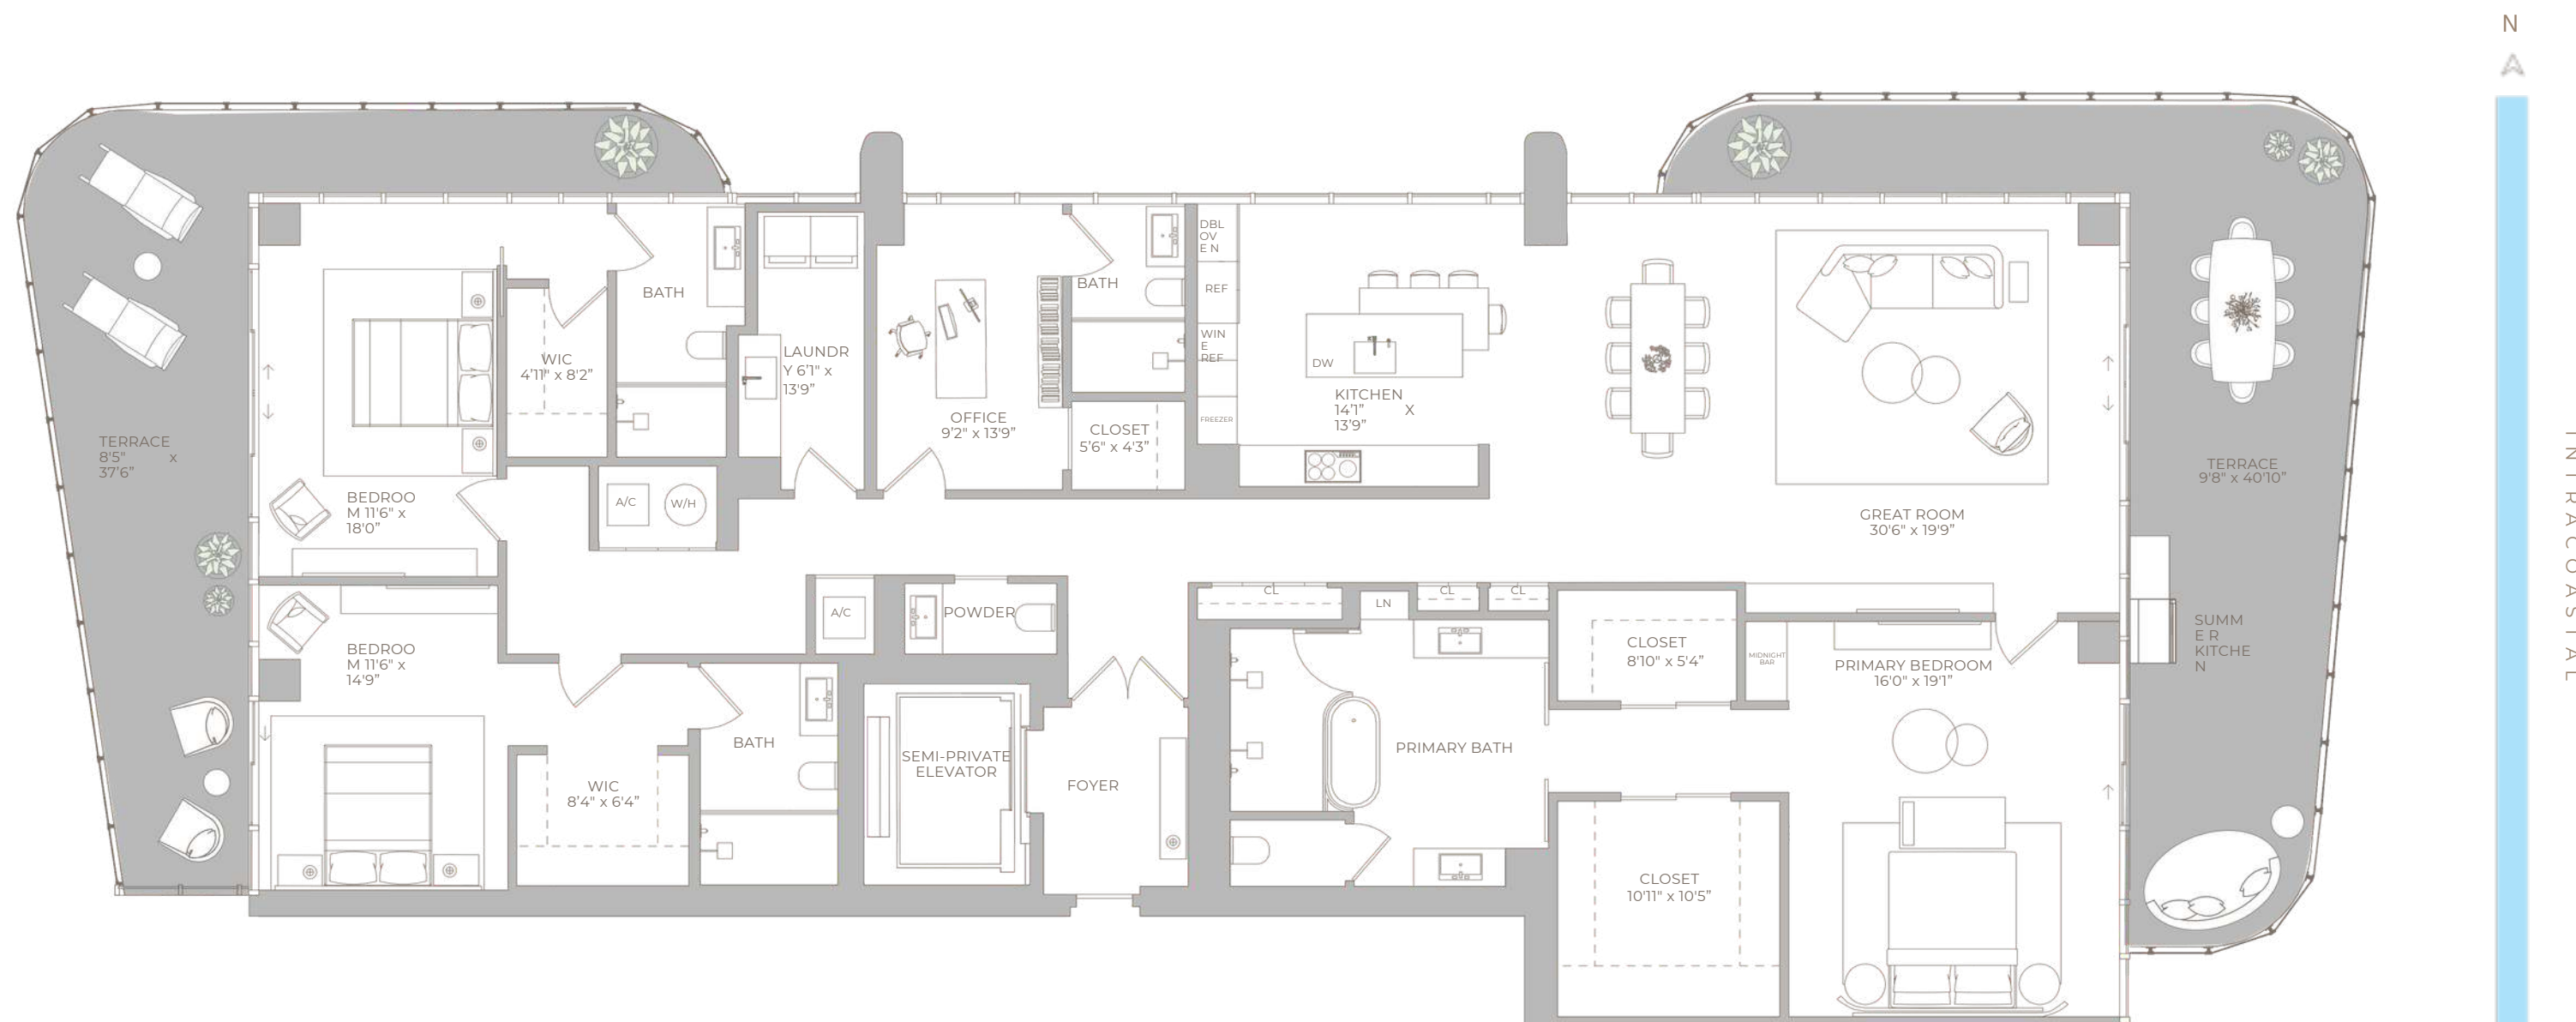 N
TERRACE
8'5" x
37'6"
BEDROO
M 11'6" x
18'0"
WIC
4'11" x 8'2"
BATH
LAUNDR
Y 6'1" x
13'9"
A/C
W/H
OFFICE
9'2" x 13'9"
BATH
CLOSET
5'6" x 4'3"
DBL
OV
E N
REF
WIN
E
REF
FREEZER
DW
KITCHEN
14'1" X
13'9"
GREAT ROOM
30'6" x 19'9"
TERRACE
9'8" x 40'10"
SUMM
E R
KITCHE
N
INTRACOASTAL
BEDROO
M 11'6" x
14'9"
WIC
8'4" x 6'4"
BATH
A/C
POWDER
SEMI-PRIVATE
ELEVATOR
FOYER
CL
LN
CL
CL
PRIMARY BATH
CLOSET
8'10" x 5'4"
MIDNIGHT
BAR
PRIMARY BEDROOM
16'0" x 19'1"
CLOSET
10'11" x 10'5"